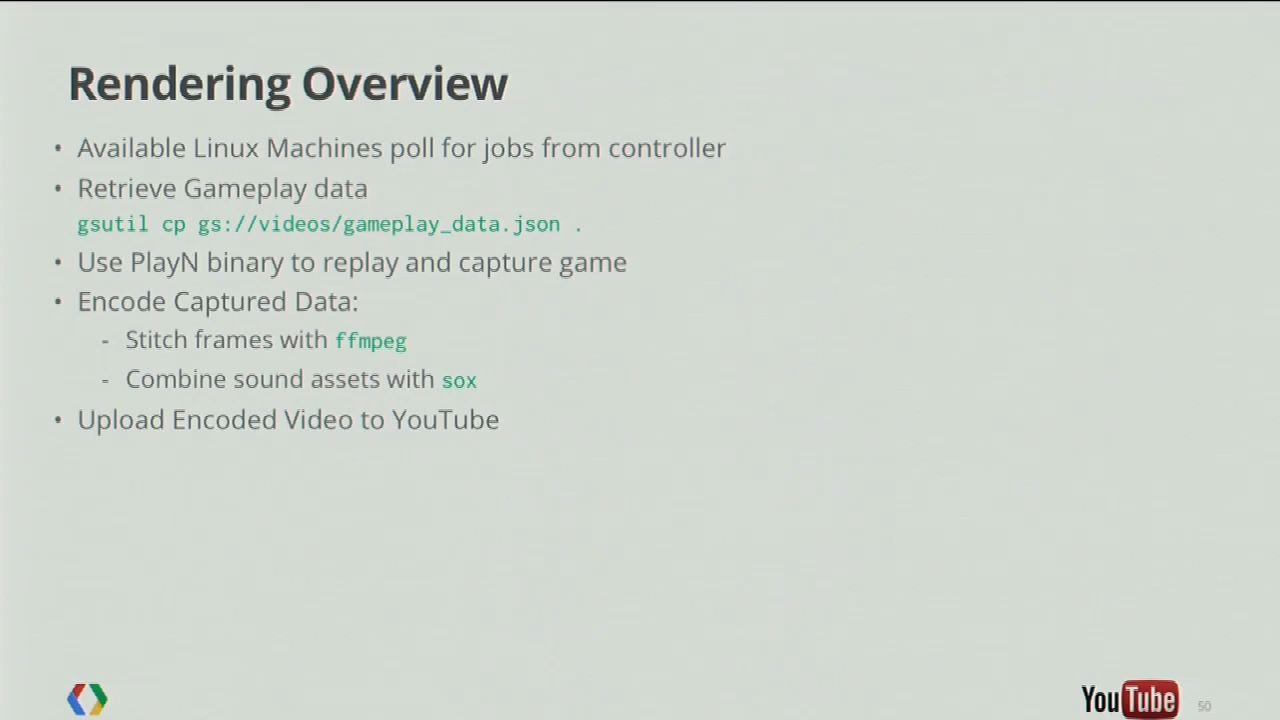 Rendering Overview
• Available Linux Machines poll for jobs from controller
• Retrieve Gameplay data
gsutil cp gs://videos/gameplay_data.json .
• Use PlayN binary to replay and capture game
• Encode Captured Data:
- Stitch frames with ffmpeg
- Combine sound assets with sox
• Upload Encoded Video to YouTube
YouTube 50